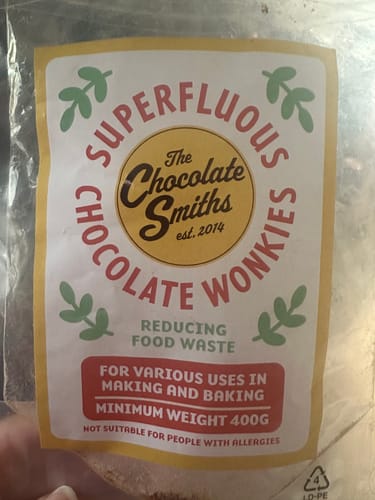 SUPERFLUOUS
The
Chocolate
Smiths
est. 2014
CHOCOLATE WONKIES
REDUCING
FOOD WASTE
FOR VARIOUS USES IN
MAKING AND BAKING
MINIMUM WEIGHT 400G
NOT SUITABLE FOR PEOPLE WITH ALLERGIES
4
LD-PE